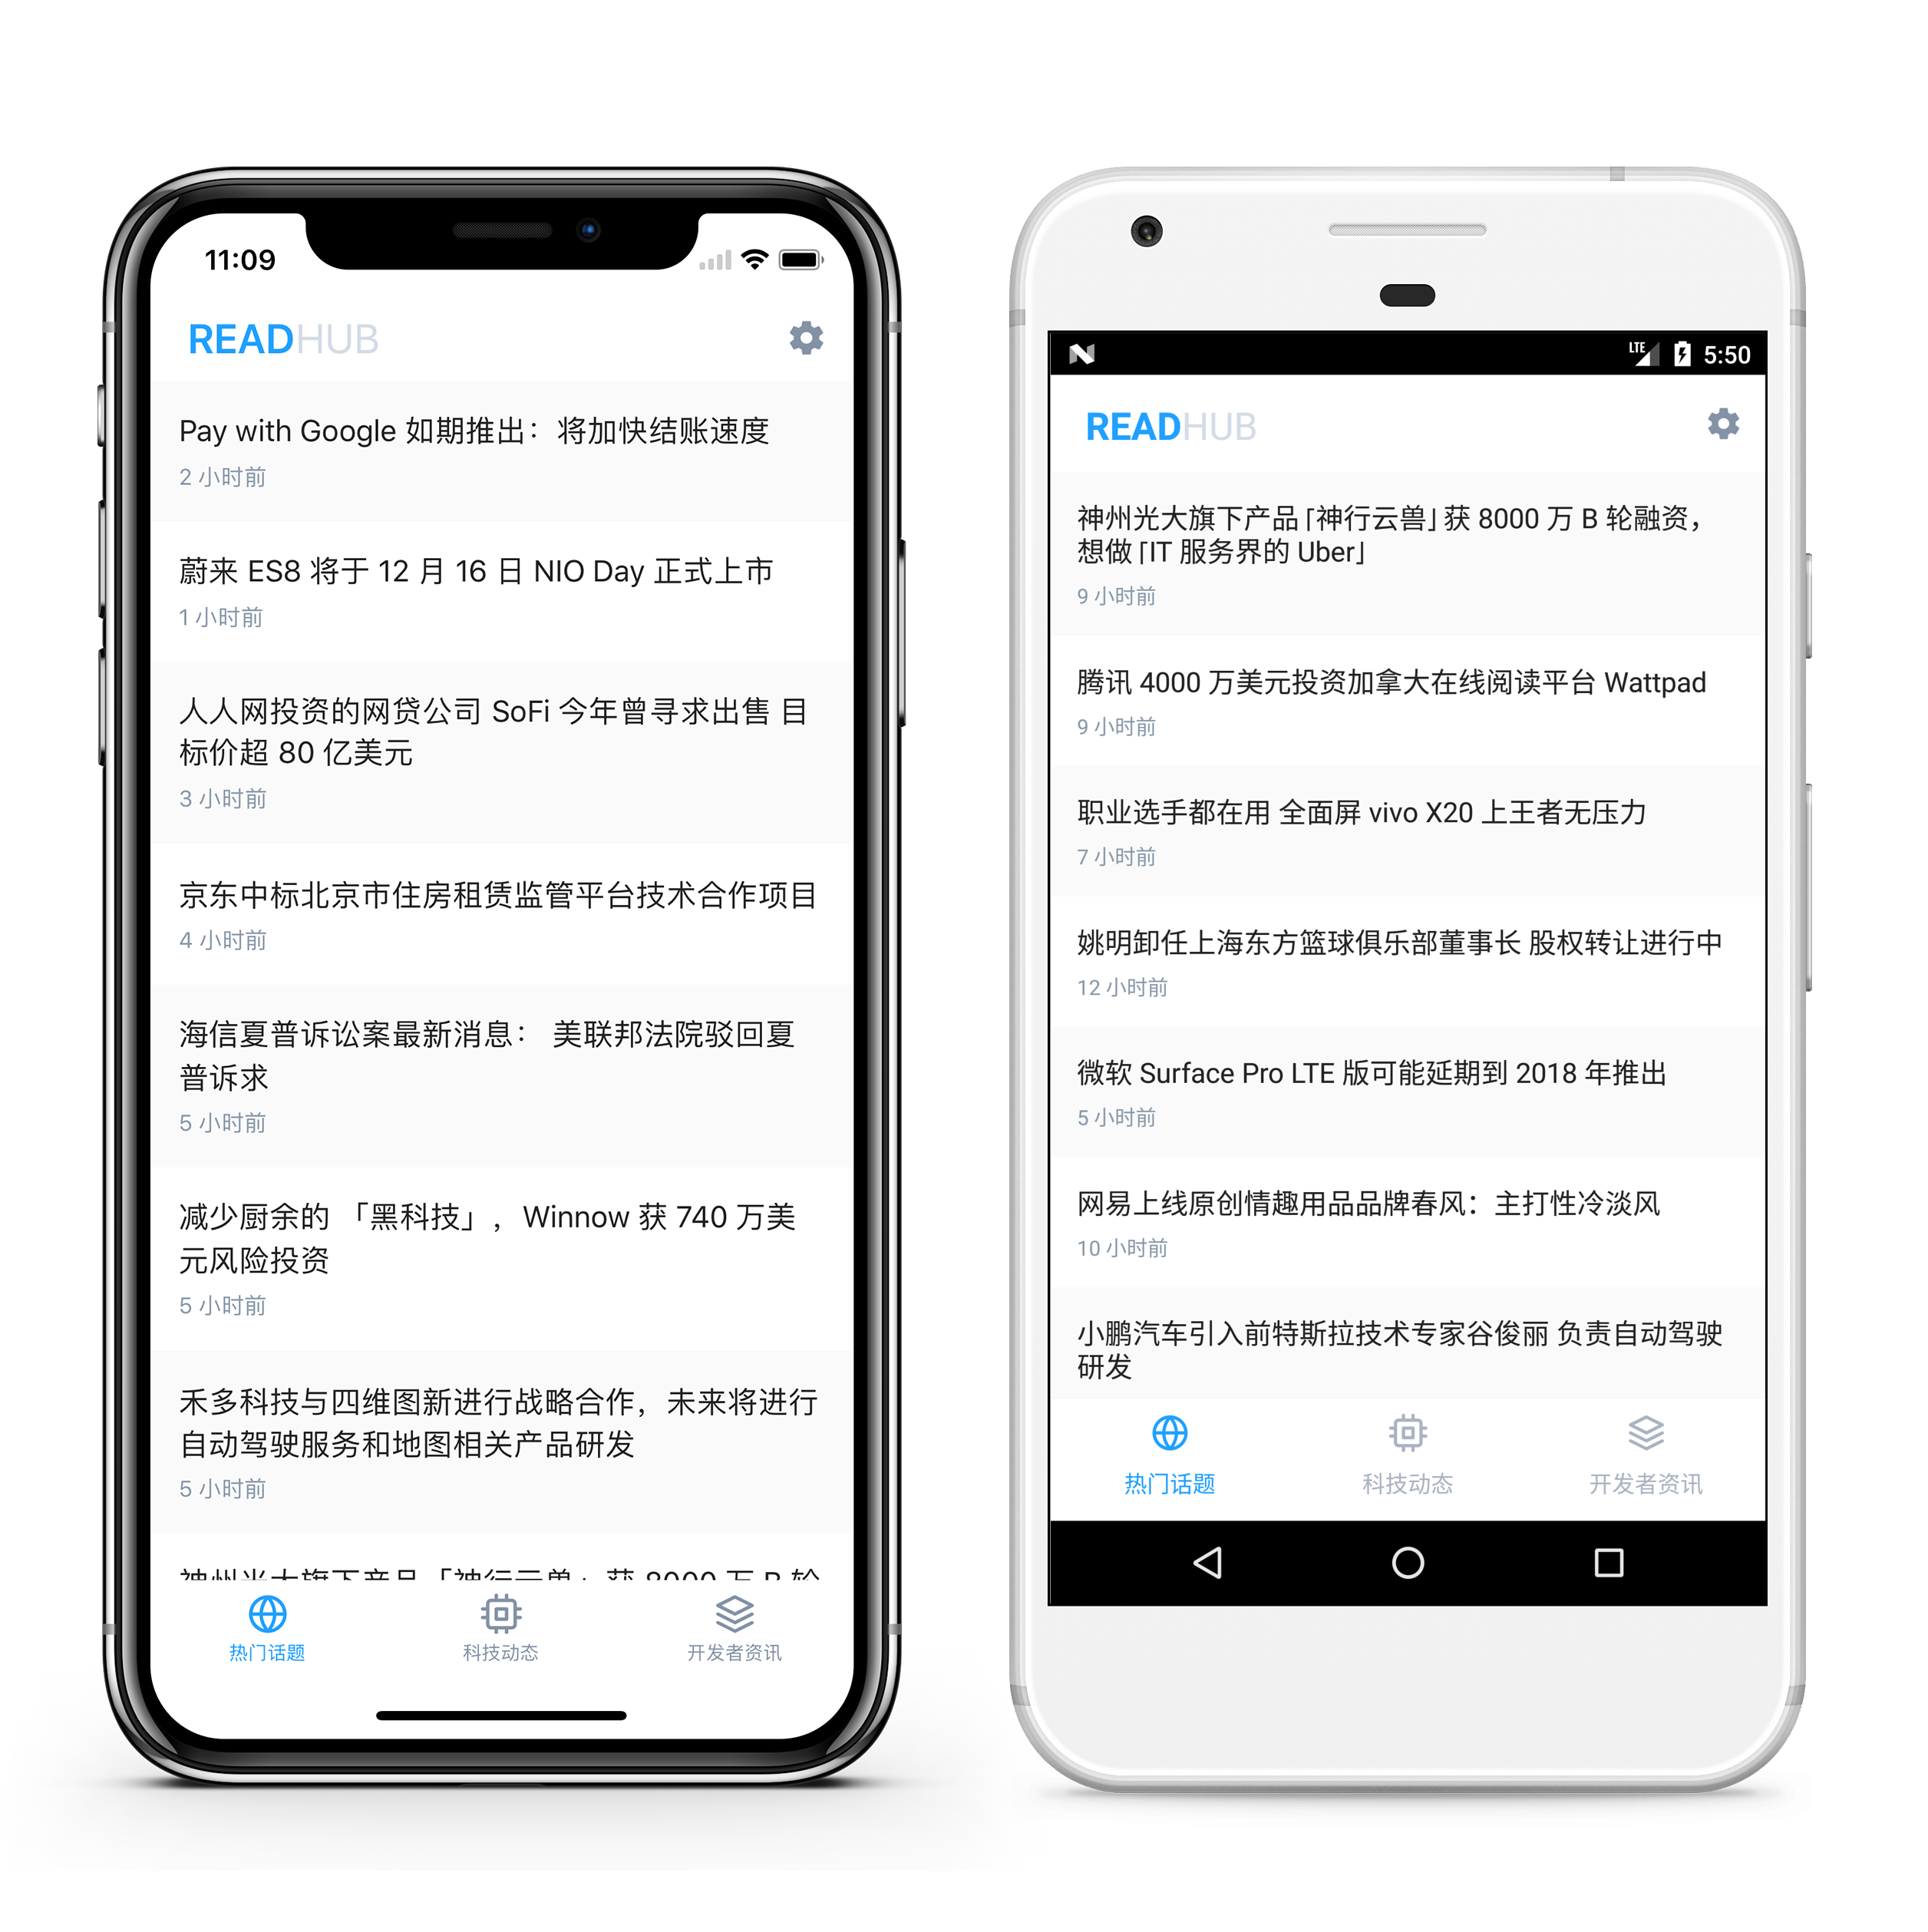 11:09
READHUB
Pay with Google 如期推出：将加快结账速度
2 小时前
蔚来 ES8 将于 12 月 16 日 NIO Day 正式上市
1 小时前
人人网投资的网贷公司 SoFi 今年曾寻求出售 目
标价超 80 亿美元
3 小时前
京东中标北京市住房租赁监管平台技术合作项目
4 小时前
海信夏普诉讼案最新消息： 美联邦法院驳回夏
普诉求
5 小时前
减少厨余的 「黑科技」，Winnow 获 740 万美
元风险投资
5 小时前
禾多科技与四维图新进行战略合作，未来将进行
自动驾驶服务和地图相关产品研发
5 小时前
神州光大旗下产品「神行云兽」获 8000 万 B 轮
热门话题
科技动态
开发者资讯
LTE 5:50
READHUB
神州光大旗下产品「神行云兽」获 8000 万 B 轮融资，
想做「IT 服务界的 Uber」
9 小时前
腾讯 4000 万美元投资加拿大在线阅读平台 Wattpad
9 小时前
职业选手都在用 全面屏 vivo X20 上王者无压力
7 小时前
姚明卸任上海东方篮球俱乐部董事长 股权转让进行中
12 小时前
微软 Surface Pro LTE 版可能延期到 2018 年推出
5 小时前
网易上线原创情趣用品品牌春风：主打性冷淡风
10 小时前
小鹏汽车引入前特斯拉技术专家谷俊丽 负责自动驾驶
研发
热门话题
科技动态
开发者资讯